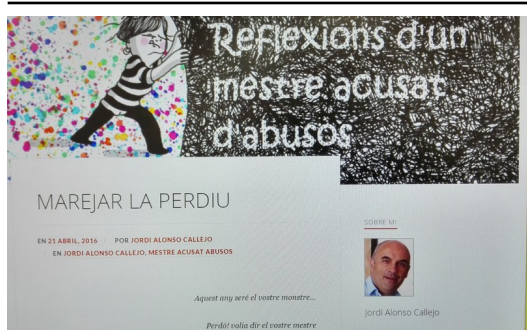 Reflexions d'un
mestre acusat
d'abusos
MAREJAR LA PERDIU
EN 21 ABRIL, 2016 / POR JORDI ALONSO CALLEJO
/ EN JORDI ALONSO CALLEJO, MESTRE ACUSAT ABUSOS
Aquest any seré el vostre monstre...
Perdó! volia dir el vostre mestre
SOBRE MI
Jordi Alonso Callejo